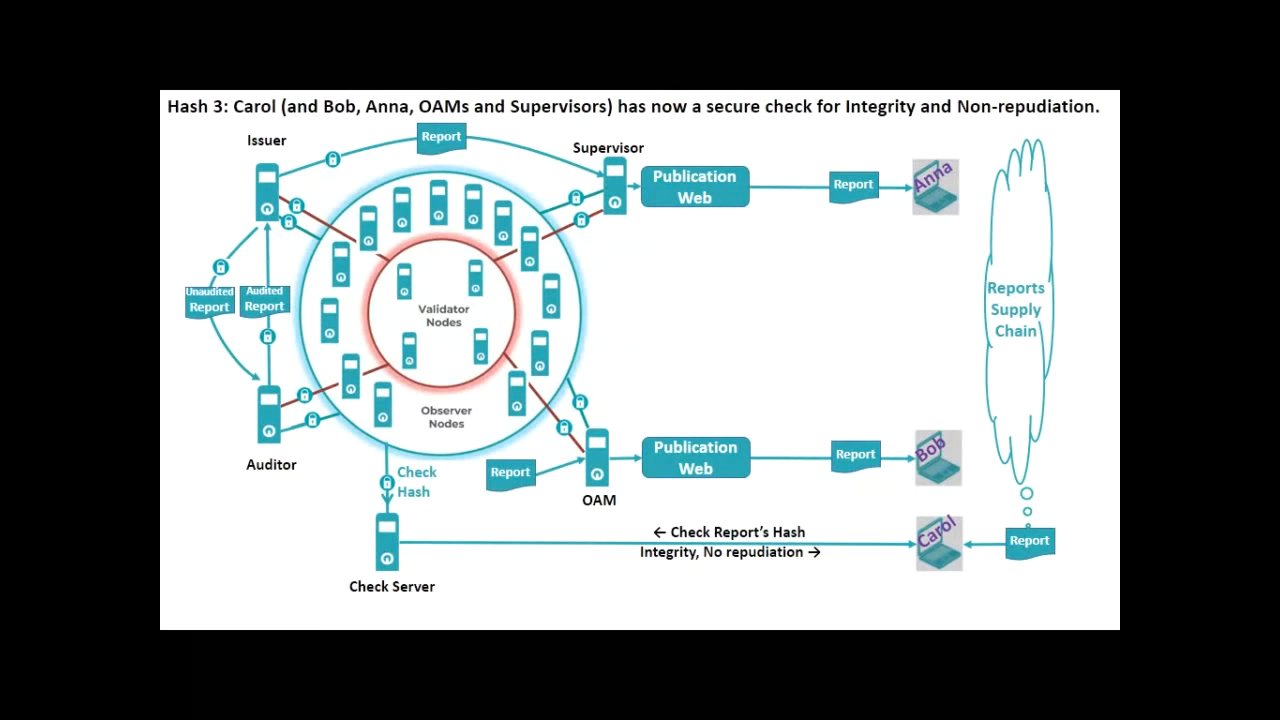 Hash 3: Carol (and Bob, Anna, OAMs and Supervisors) has now a secure check for Integrity and Non-repudiation.
Issuer
Report
Supervisor
Publication
Web
Report
Anna
Unaudited
Report
Audited
Report
Validator
Nodes
Reports
Supply
Chain
Observer
Nodes
Auditor
Check
Hash
Report
OAM
Publication
Web
Report
Bob
← Check Report’s Hash
Integrity, No repudiation →
Carol
Report
Check Server